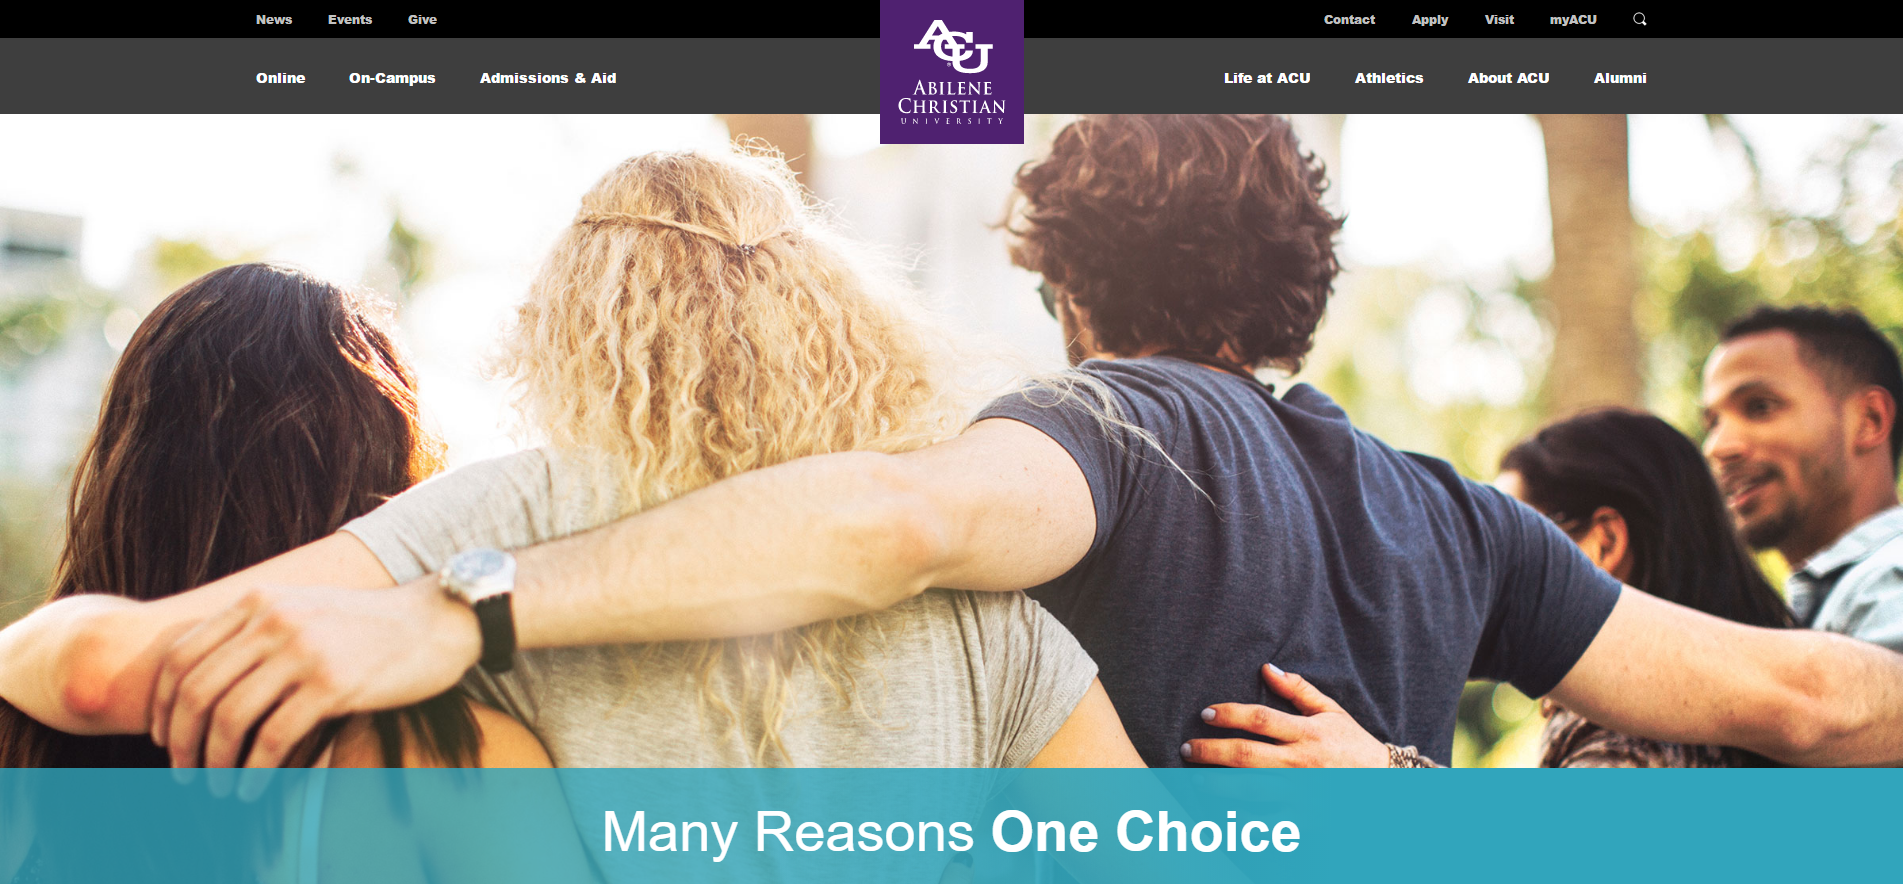 News Events Give
Contact Apply Visit myACU
ACU
ABILENE
CHRISTIAN
UNIVERSITY
Online On-Campus Admissions & Aid
Life at ACU Athletics About ACU Alumni
Many Reasons One Choice